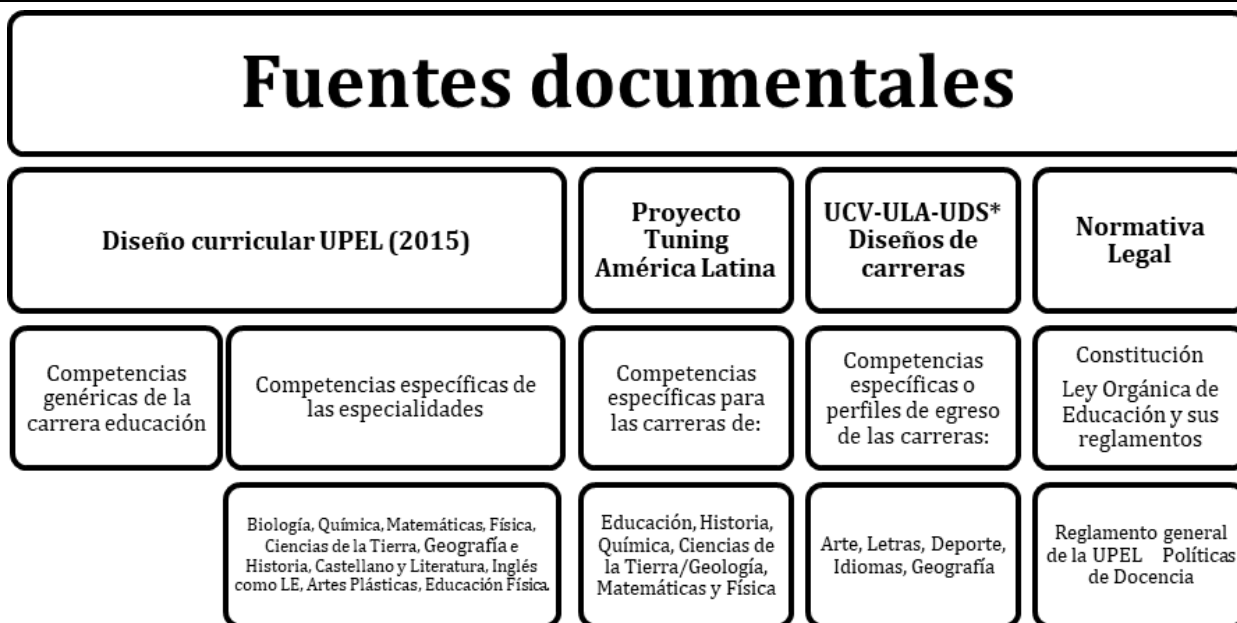 Fuentes documentales
Diseño curricular UPEL (2015)
Proyecto
Tuning
América Latina
UCV-ULA-UDS*
Diseños de
carreras
Normativa
Legal
Competencias
genéricas de la
carrera educación
Competencias específicas de
las especialidades
Competencias
específicas para
las carreras de:
Competencias
específicas o
perfiles de egreso
de las carreras:
Constitución
Ley Orgánica de
Educación y sus
reglamentos
Biología, Química, Matemáticas, Física,
Ciencias de la Tierra, Geografía e
Historia, Castellano y Literatura, Inglés
como LE, Artes Plásticas, Educación Física.
Educación, Historia,
Química, Ciencias de
la Tierra/Geología,
Matemáticas y Física
Arte, Letras, Deporte,
Idiomas, Geografía
Reglamento general
de la UPEL Políticas
de Docencia